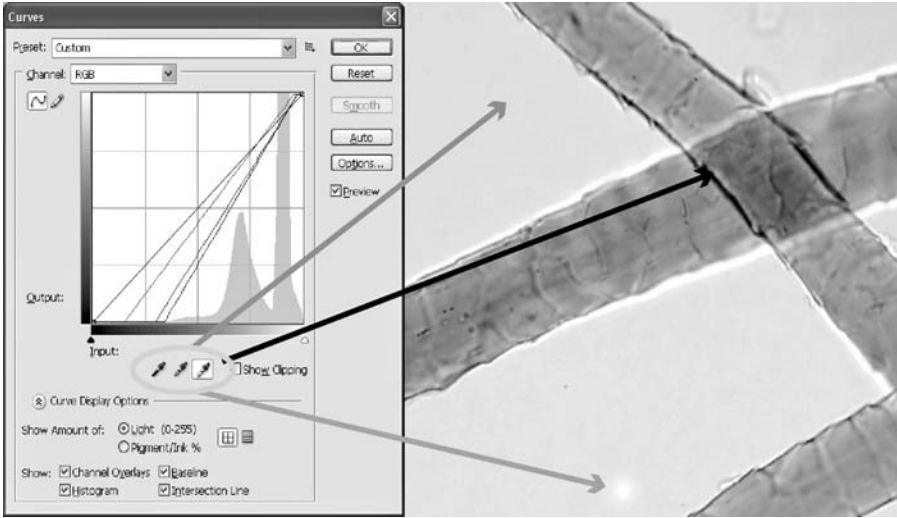 Curves
Preset: Custom
OK
Channel: RGB
Reset
Smooth
Auto
Options...
Preview
Output:
Input:
Show Clipping
Curve Display Options
Show Amount of: Light (0-255)
Pigment/Ink %
Show: Channel Overlays Baseline
Histogram Intersection Line